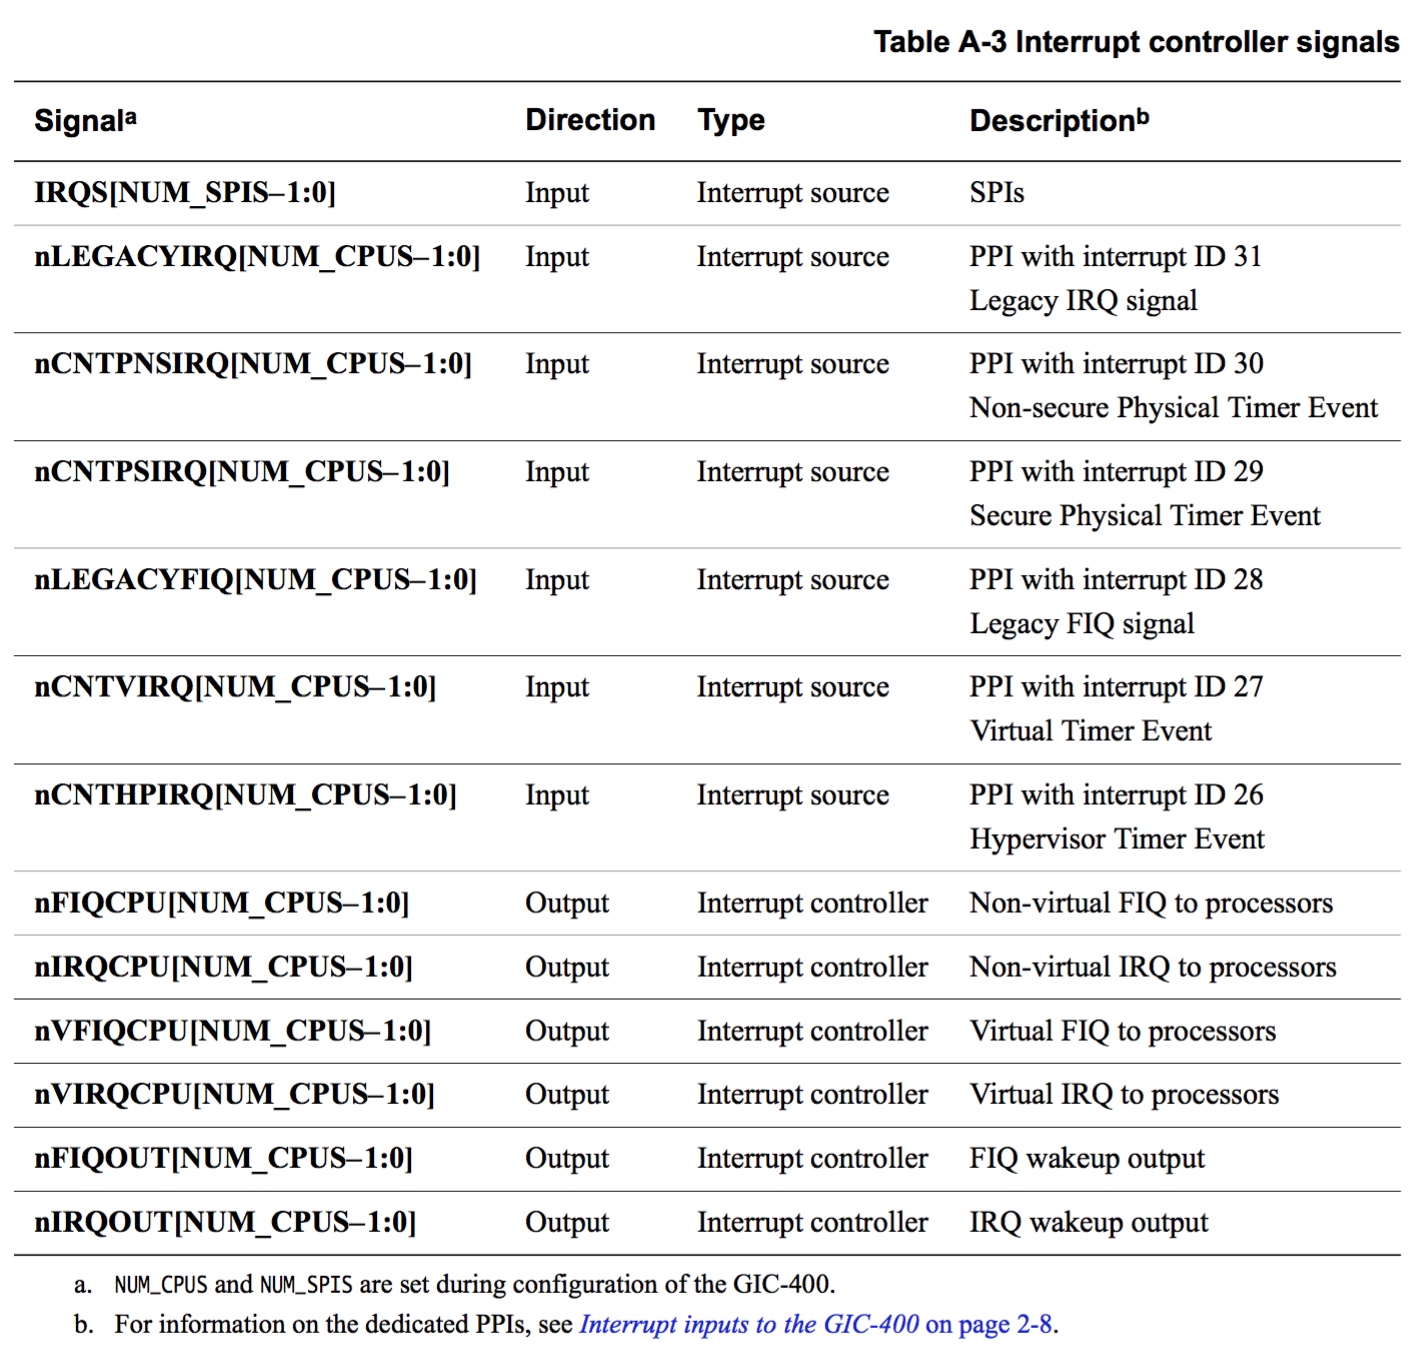 Table A-3 Interrupt controller signals
Signala Direction Type Descriptionb
IRQS[NUM_SPIS–1:0] Input Interrupt source SPIs
nLEGACYIRQ[NUM_CPUS–1:0] Input Interrupt source PPI with interrupt ID 31
Legacy IRQ signal
nCNTPNSIRQ[NUM_CPUS–1:0] Input Interrupt source PPI with interrupt ID 30
Non-secure Physical Timer Event
nCNTPSIRQ[NUM_CPUS–1:0] Input Interrupt source PPI with interrupt ID 29
Secure Physical Timer Event
nLEGACYFIQ[NUM_CPUS–1:0] Input Interrupt source PPI with interrupt ID 28
Legacy FIQ signal
nCNTVIRQ[NUM_CPUS–1:0] Input Interrupt source PPI with interrupt ID 27
Virtual Timer Event
nCNTHPIRQ[NUM_CPUS–1:0] Input Interrupt source PPI with interrupt ID 26
Hypervisor Timer Event
nFIQCPU[NUM_CPUS–1:0] Output Interrupt controller Non-virtual FIQ to processors
nIRQCPU[NUM_CPUS–1:0] Output Interrupt controller Non-virtual IRQ to processors
nVFIQCPU[NUM_CPUS–1:0] Output Interrupt controller Virtual FIQ to processors
nVIRQCPU[NUM_CPUS–1:0] Output Interrupt controller Virtual IRQ to processors
nFIQOUT[NUM_CPUS–1:0] Output Interrupt controller FIQ wakeup output
nIRQOUT[NUM_CPUS–1:0] Output Interrupt controller IRQ wakeup output
a. NUM_CPUS and NUM_SPIS are set during configuration of the GIC-400.
b. For information on the dedicated PPIs, see Interrupt inputs to the GIC-400 on page 2-8.